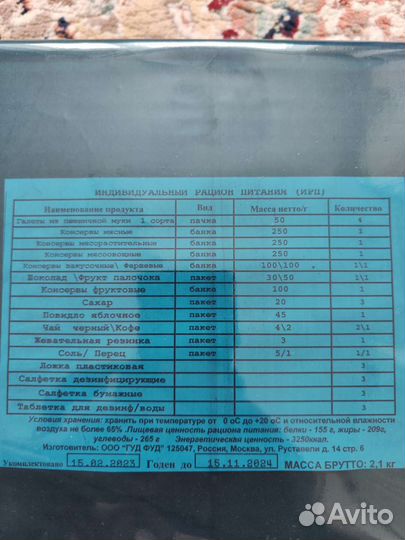 ИНДИВИДУАЛЬНЫЙ РАЦИОН ПИТАНИЯ (ИРП)
Наименование продукта Вид Масса нетто/г Количество
Галеты из пшеничной муки 1 сорта пачка 50 4
Консервы мясные банка 250 1
Консервы мясорастительные банка 250 1
Консервы мясоовощные банка 250 1
Консервы закусочные\ Фаршевые банка 100\100 1\1
Шоколад \Фрукт палочока пакет 30\50 1\1
Консервы фруктовые банка 100 1
Сахар пакет 20 3
Повидло яблочное пакет 45 1
Чай черный\Кофе пакет 4\2 2\1
Жевательная резинка пакет 3 1
Соль/ Перец пакет 5/1 1/1
Ложка пластиковая 3
Салфетка дезинфицирующие 3
Салфетка бумажные 3
Таблетка для дезинф/воды 3
Условия хранения: хранить при температуре от 0 оС до +20 оС и относительной влажности
воздуха не более 65% .Пищевая ценность рациона питания: белки - 155 г, жиры - 209г,
углеводы - 265 г Энергетическая ценность - 3250ккал.
Изготовитель: ООО "ГУД ФУД" 125047, Россия, Москва, ул. Руставели д. 14 стр. 6
Укомплектовано 15.02.2023 Годен до 15.11.2024 МАССА БРУТТО: 2,1 кг
Avito